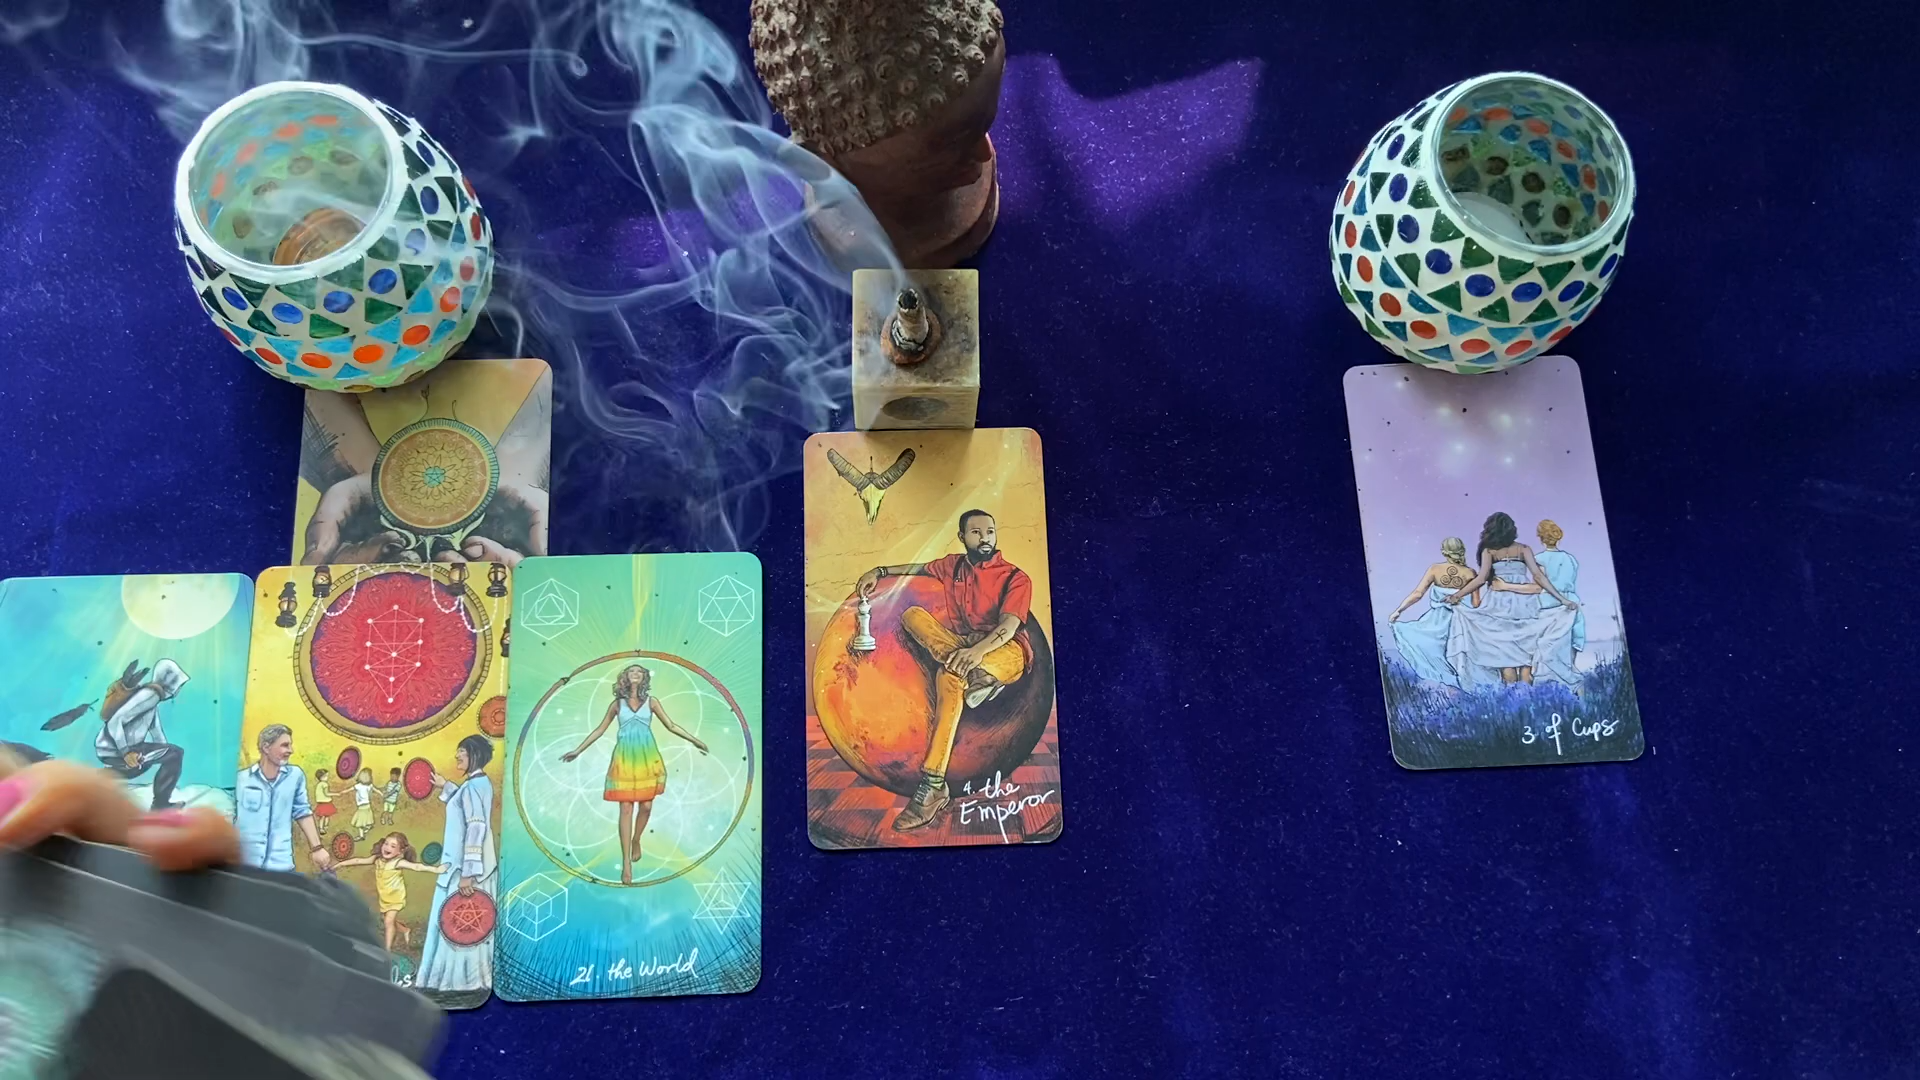 3 of Cups
4. the
Emperor
21. the World